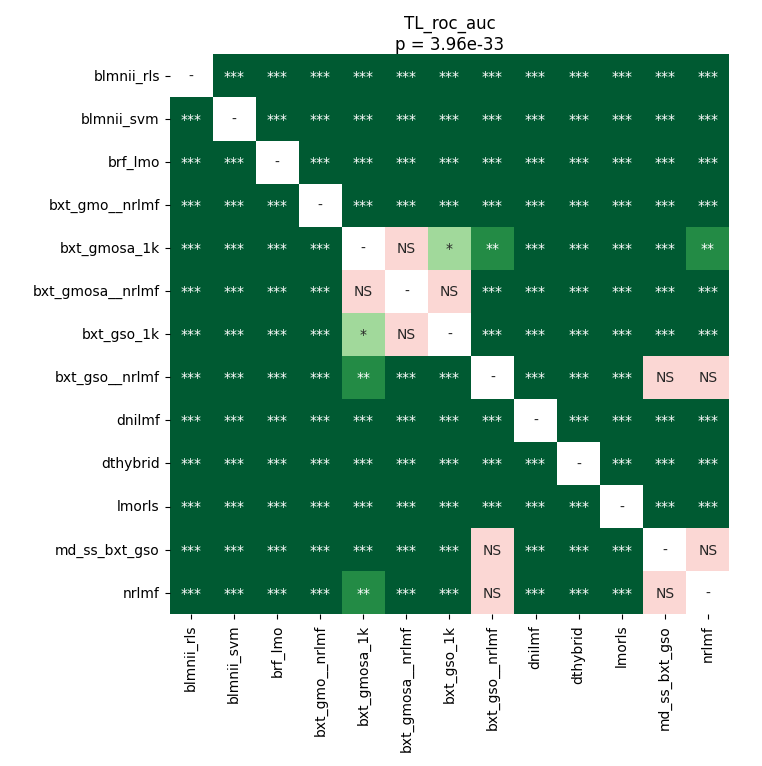 TL_roc_auc
p = 3.96e-33
blmnii_rls - *** *** *** *** *** *** *** *** *** *** *** ***
blmnii_svm *** - *** *** *** *** *** *** *** *** *** *** ***
brf_lmo *** *** - *** *** *** *** *** *** *** *** *** ***
bxt_gmo__nrlmf *** *** *** - *** *** *** *** *** *** *** *** ***
bxt_gmosa_1k *** *** *** *** - NS * ** *** *** *** *** **
bxt_gmosa__nrlmf *** *** *** *** NS - NS *** *** *** *** *** ***
bxt_gso_1k *** *** *** *** * NS - *** *** *** *** *** ***
bxt_gso__nrlmf *** *** *** *** ** *** *** - *** *** *** NS NS
dnilmf *** *** *** *** *** *** *** *** - *** *** *** ***
dthybrid *** *** *** *** *** *** *** *** *** - *** *** ***
lmorls *** *** *** *** *** *** *** *** *** *** - *** ***
md_ss_bxt_gso *** *** *** *** *** *** *** NS *** *** *** - NS
nrlmf *** *** *** *** ** *** *** NS *** *** *** NS -
blmnii_rls
blmnii_svm
brf_lmo
bxt_gmo__nrlmf
bxt_gmosa_1k
bxt_gmosa__nrlmf
bxt_gso_1k
bxt_gso__nrlmf
dnilmf
dthybrid
lmorls
md_ss_bxt_gso
nrlmf